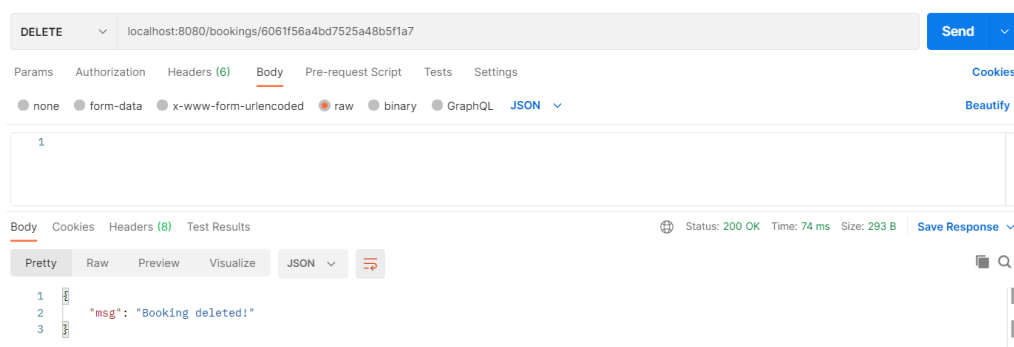 DELETE localhost:8080/bookings/6061f56a4bd7525a48b5f1a7 Send
Params Authorization Headers (6) Body Pre-request Script Tests Settings Cookies
none form-data x-www-form-urlencoded raw binary GraphQL JSON Beautify
1
Body Cookies Headers (8) Test Results Status: 200 OK Time: 74 ms Size: 293 B Save Response
Pretty Raw Preview Visualize JSON
1 {
2 "msg": "Booking deleted!"
3 }